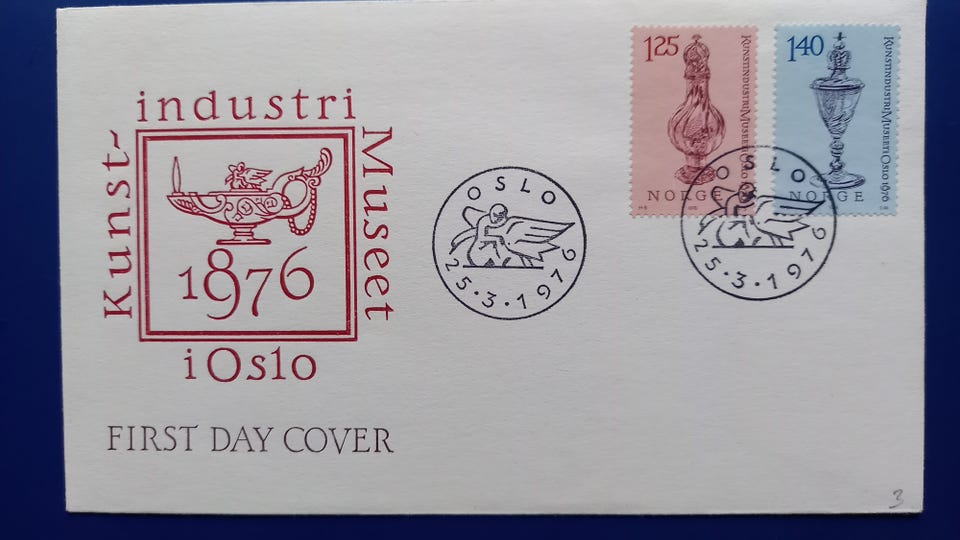 Kunst-
industri
Museet
1876
i Oslo
FIRST DAY COVER
OSLO
25·3·1976
1.25
KUNSTINDUSTRIMUSEET I OSLO
NORGE
1.40
KUNSTINDUSTRIMUSEET I OSLO 1976
NORGE
OSLO
25·3·1976
3